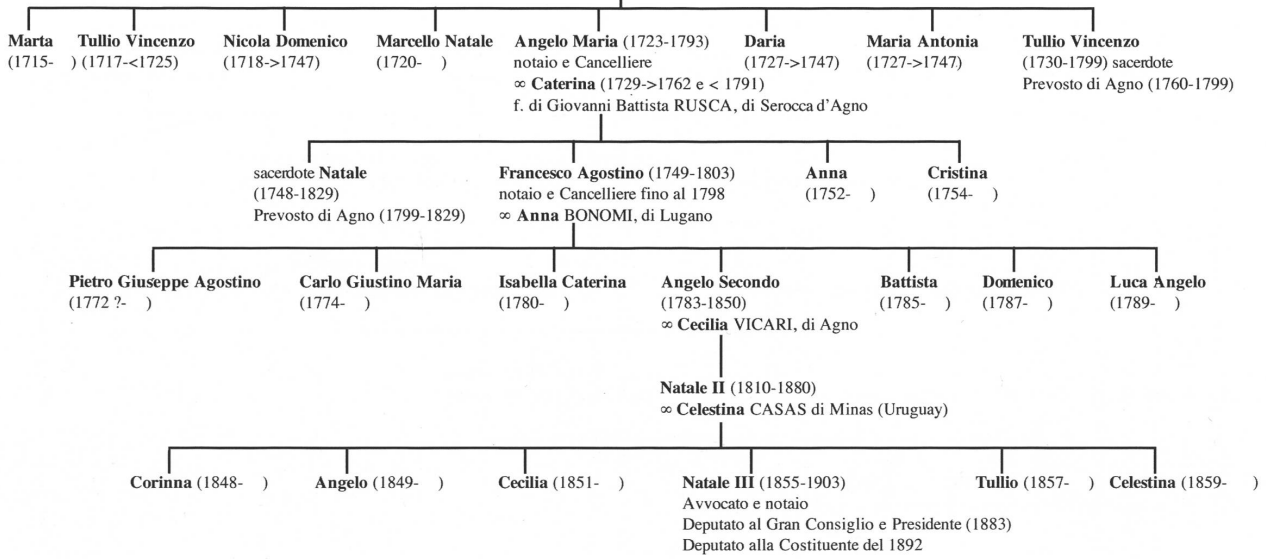 Marta Tullio Vincenzo Nicola Domenico Marcello Natale Angelo Maria (1723-1793) Daria Maria Antonia Tullio Vincenzo
(1715- ) (1717-<1725) (1718->1747) (1720- ) notaio e Cancelliere (1727->1747) (1727->1747) (1730-1799) sacerdote
∞ Caterina (1729->1762 e < 1791) Prevosto di Agno (1760-1799)
f. di Giovanni Battista RUSCA, di Serocca d'Agno
sacerdote Natale Francesco Agostino (1749-1803) Anna Cristina
(1748-1829) notaio e Cancelliere fino al 1798 (1752- ) (1754- )
Prevosto di Agno (1799-1829) ∞ Anna BONOMI, di Lugano
Pietro Giuseppe Agostino Carlo Giustino Maria Isabella Caterina Angelo Secondo Battista Domenico Luca Angelo
(1772 ?- ) (1774- ) (1780- ) (1783-1850) (1785- ) (1787- ) (1789- )
∞ Cecilia VICARI, di Agno
Natale II (1810-1880)
∞ Celestina CASAS di Minas (Uruguay)
Corinna (1848- ) Angelo (1849- ) Cecilia (1851- ) Natale III (1855-1903) Tullio (1857- ) Celestina (1859- )
Avvocato e notaio
Deputato al Gran Consiglio e Presidente (1883)
Deputato alla Costituente del 1892